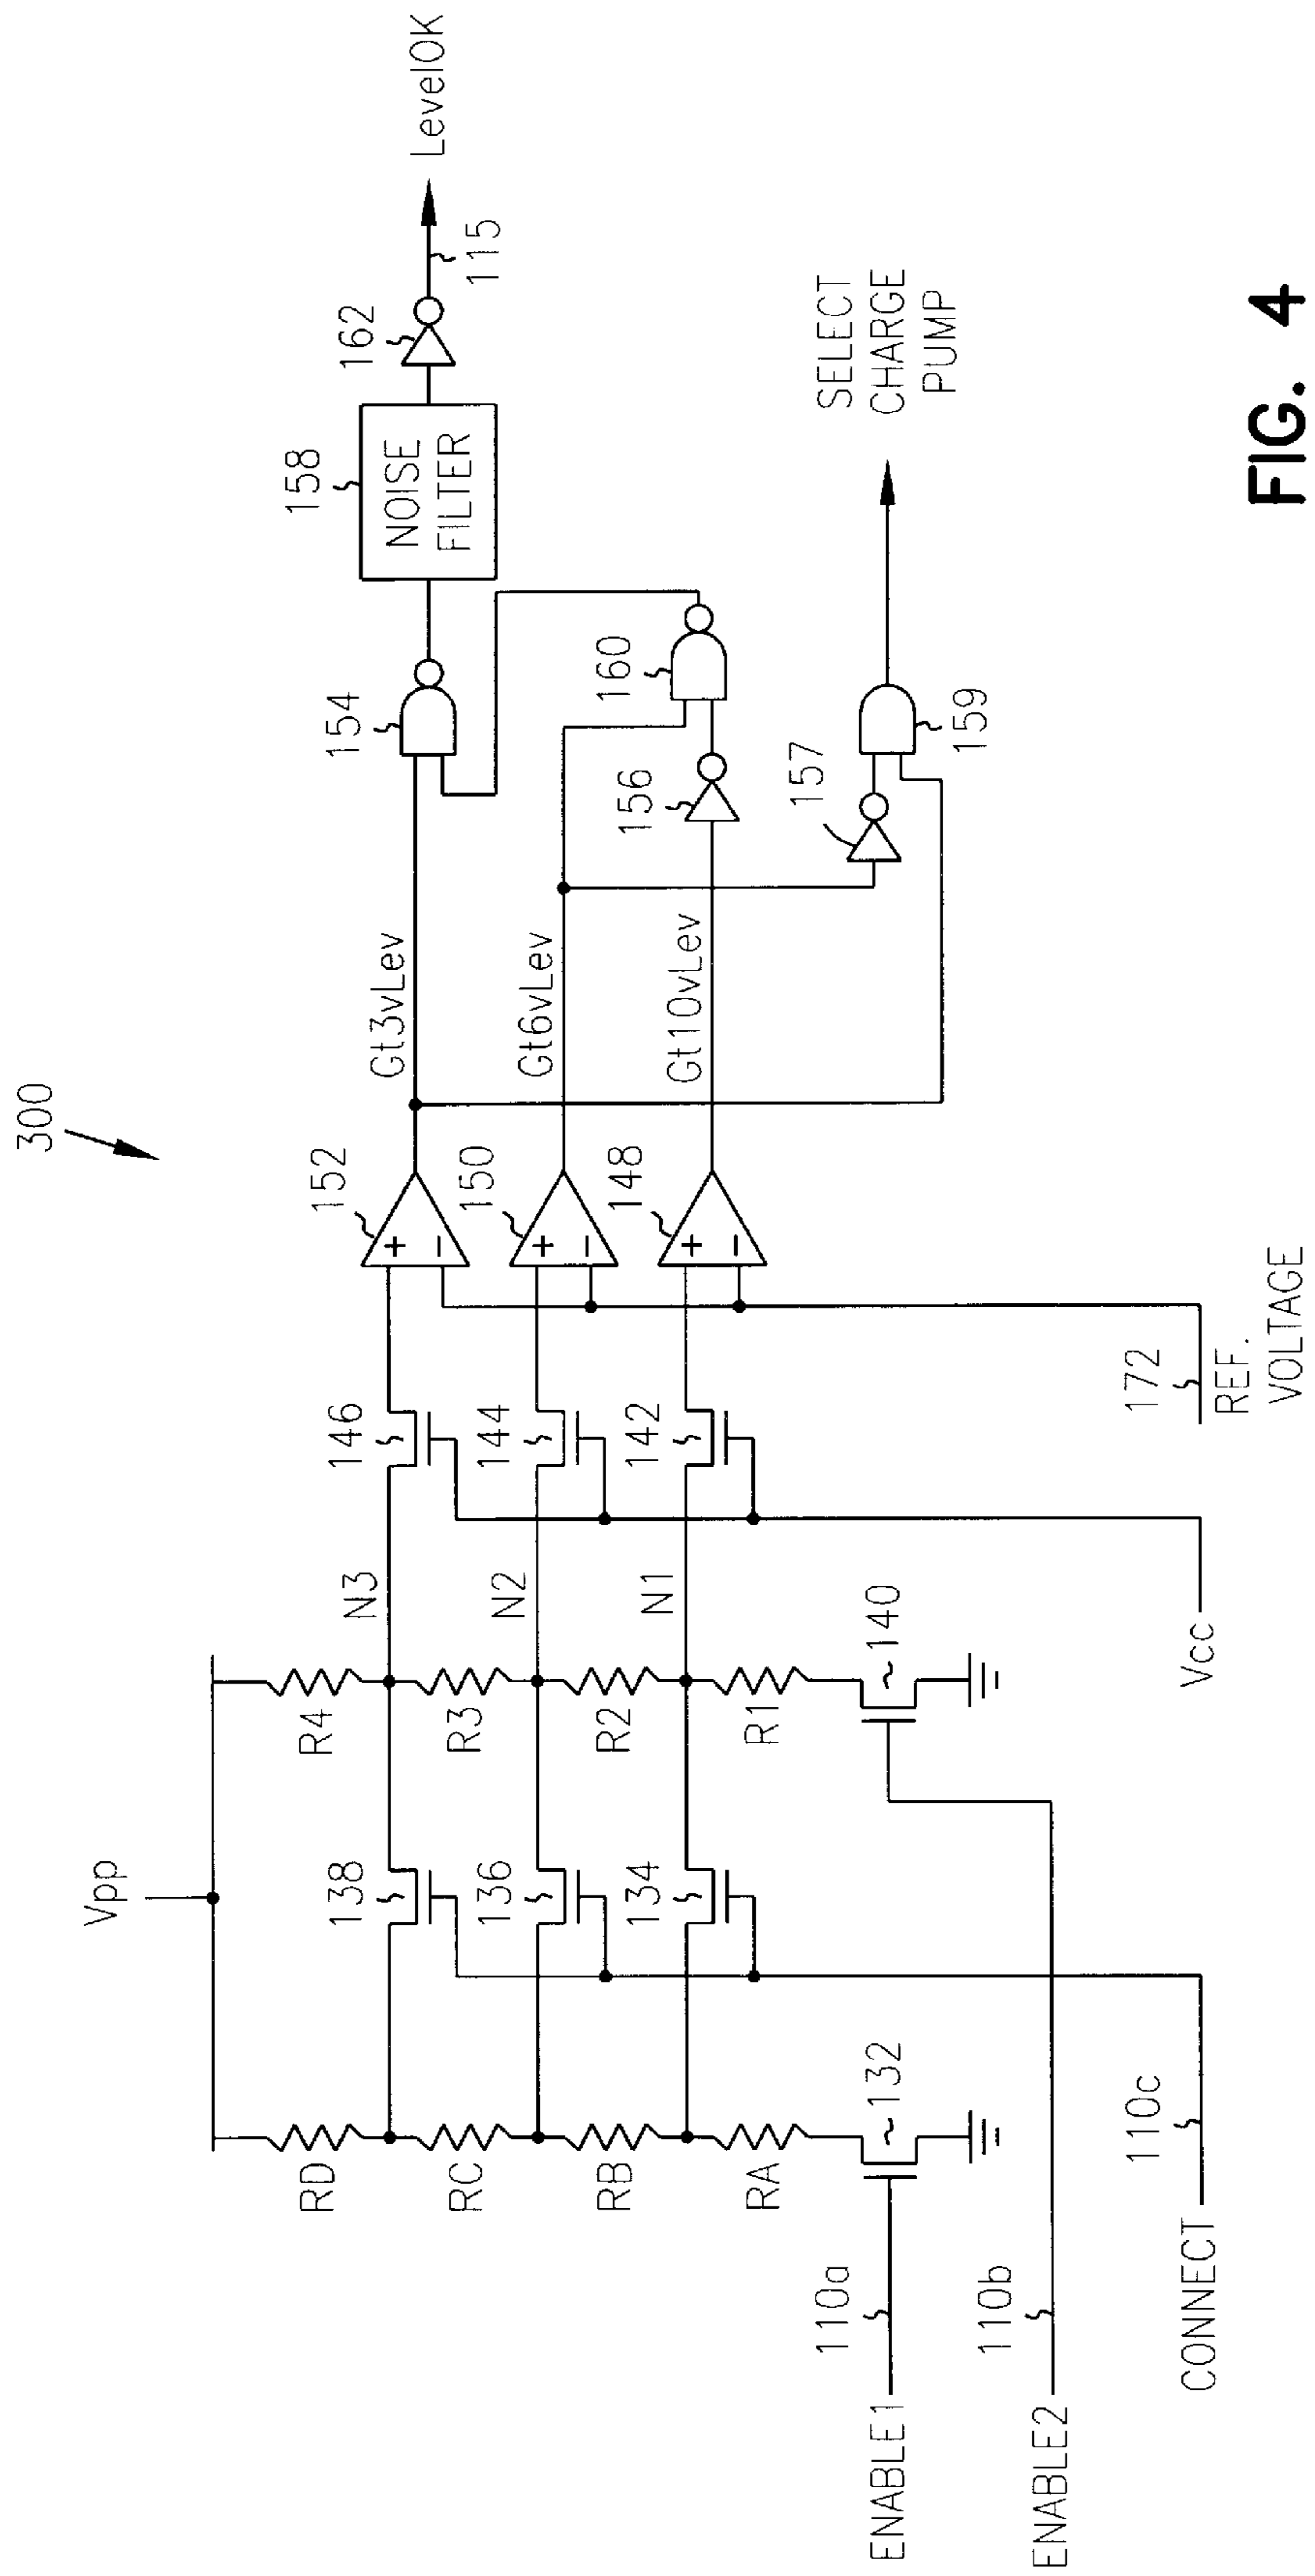 300
Vpp
RD
RC
RB
RA
138
136
134
132
R4
R3
R2
R1
140
N3
N2
N1
146
144
142
152
150
148
Gt3vLev
Gt6vLev
Gt10vLev
154
156
160
157
159
158
NOISE
FILTER
162
115
LevelOK
SELECT
CHARGE
PUMP
ENABLE1
110a
ENABLE2
110b
CONNECT
110c
Vcc
172
REF.
VOLTAGE
FIG. 4